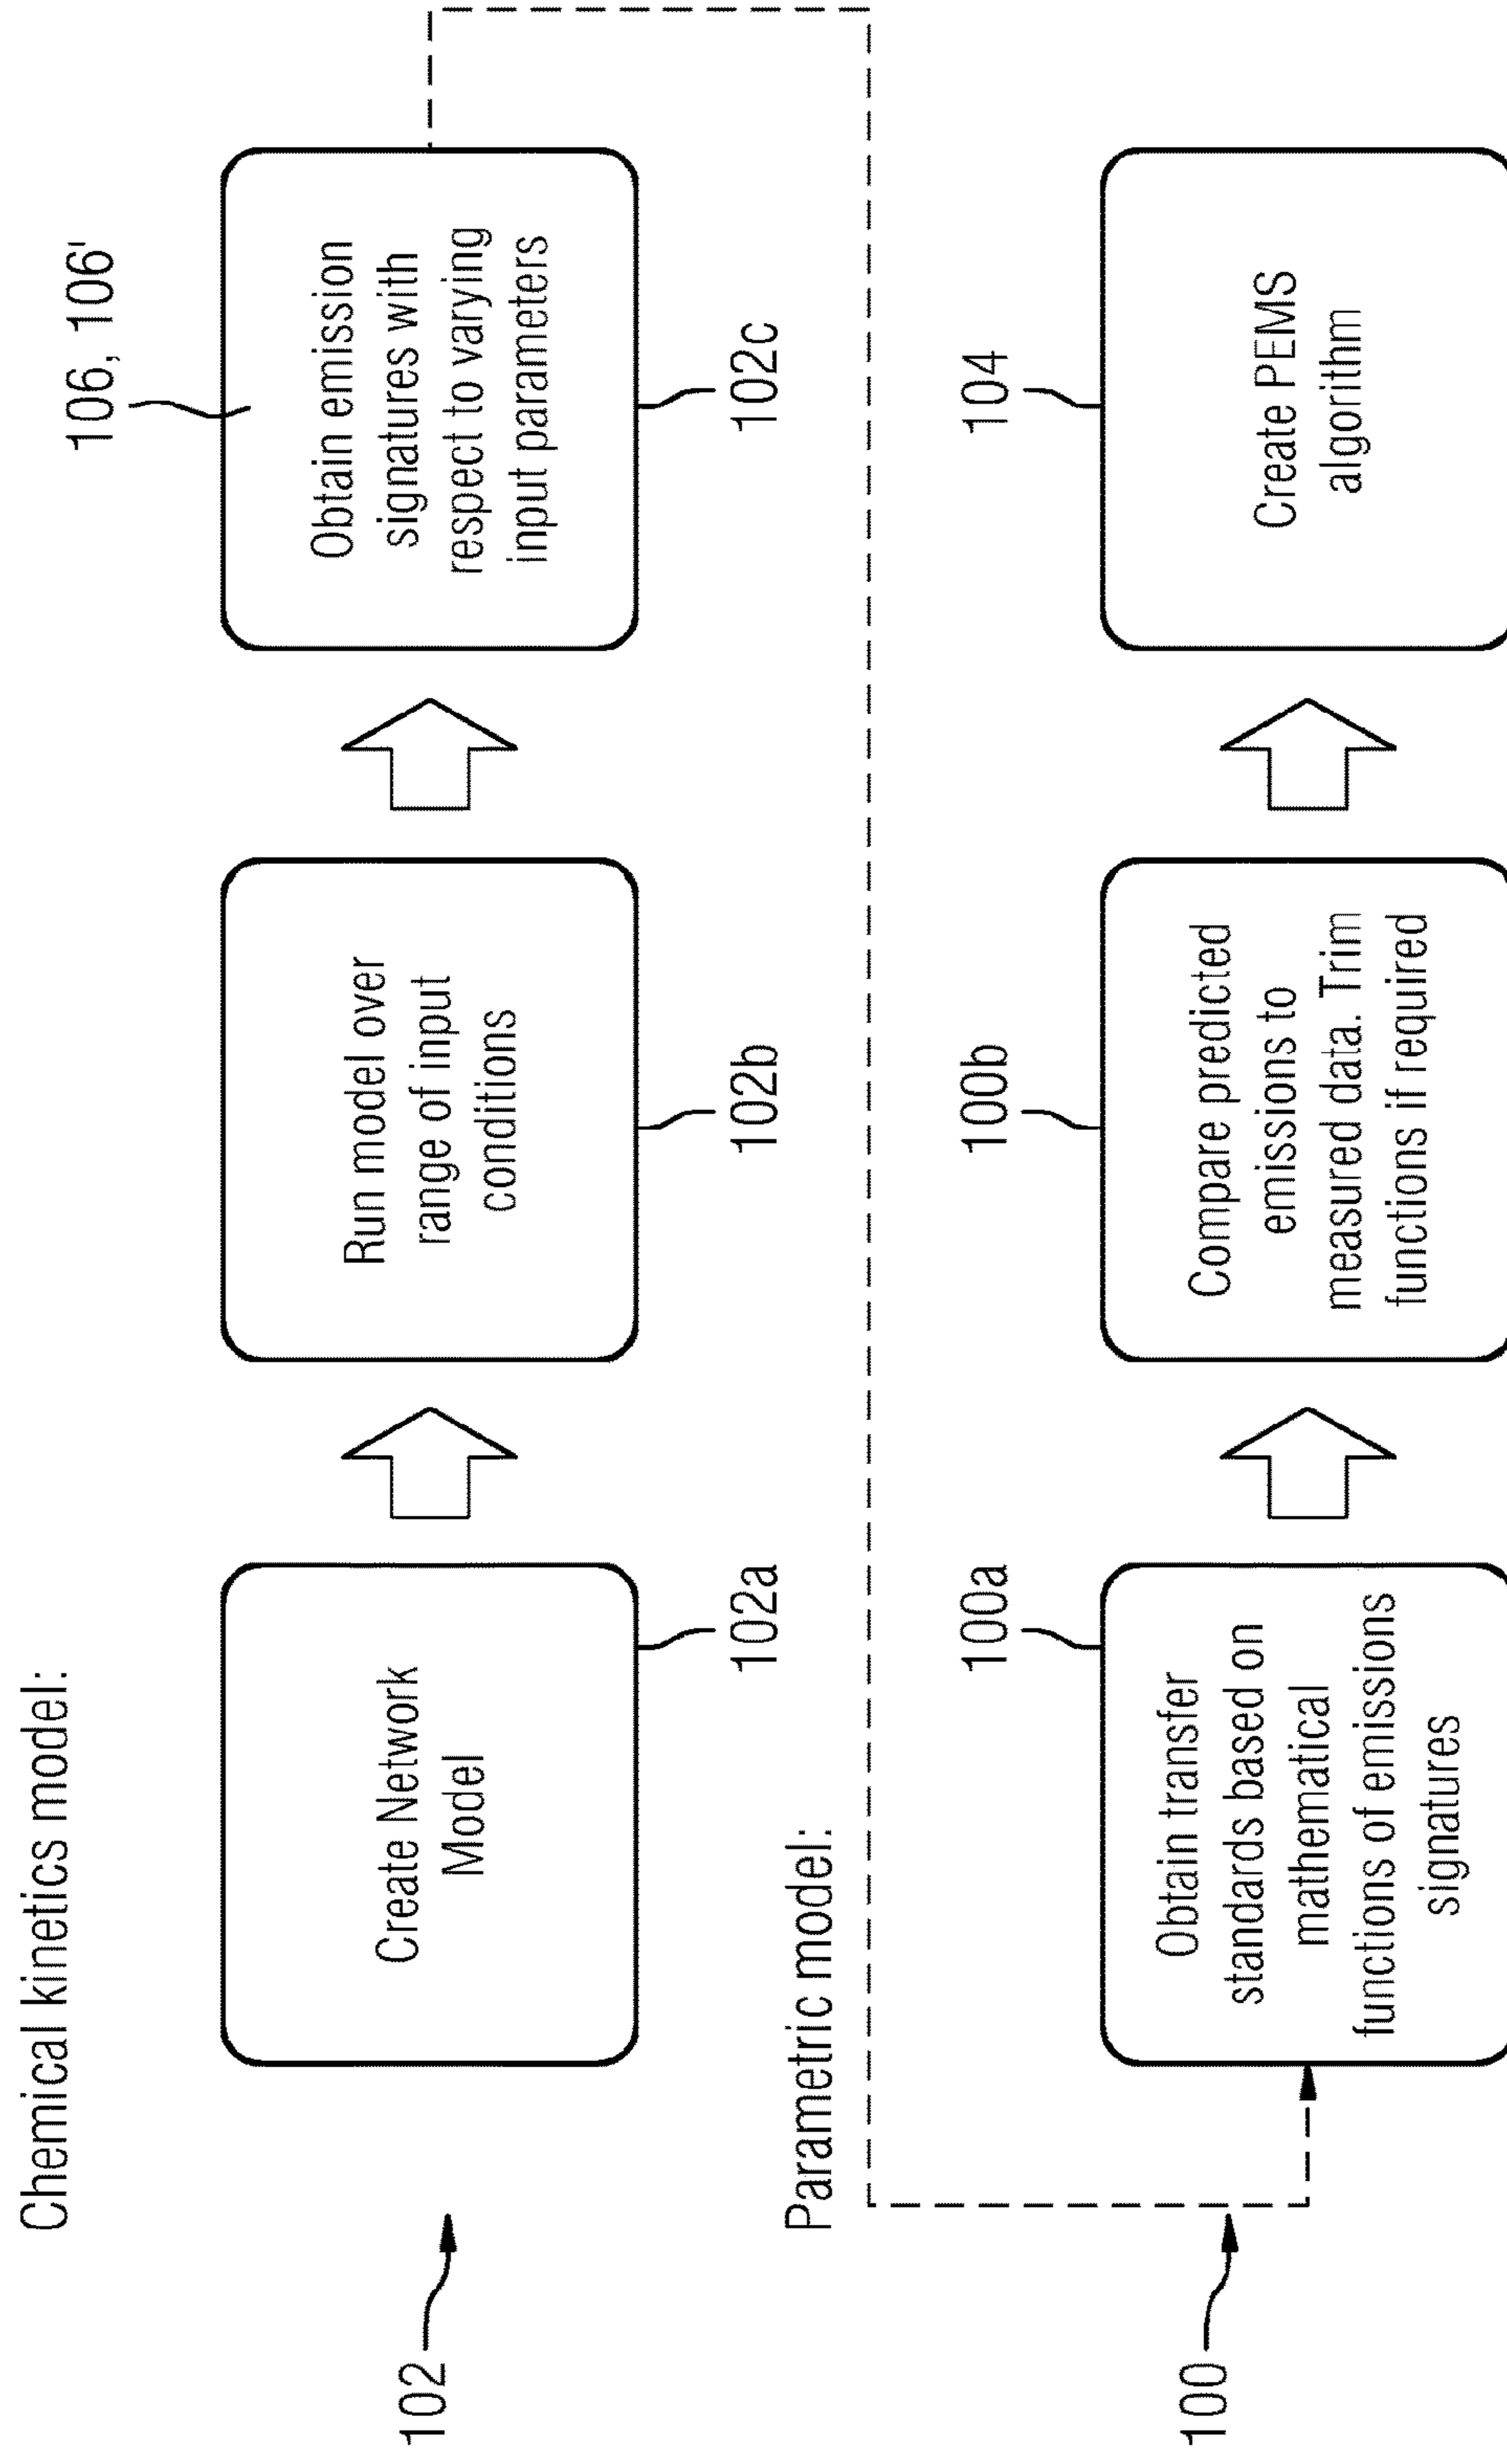 Chemical kinetics model:
102
Create Network
Model
102a
Run model over
range of input
conditions
102b
106, 106'
Obtain emission
signatures with
respect to varying
input parameters
102c
Parametric model:
100
100a
Obtain transfer
standards based on
mathematical
functions of emissions
signatures
100b
Compare predicted
emissions to
measured data. Trim
functions if required
104
Create PEMS
algorithm